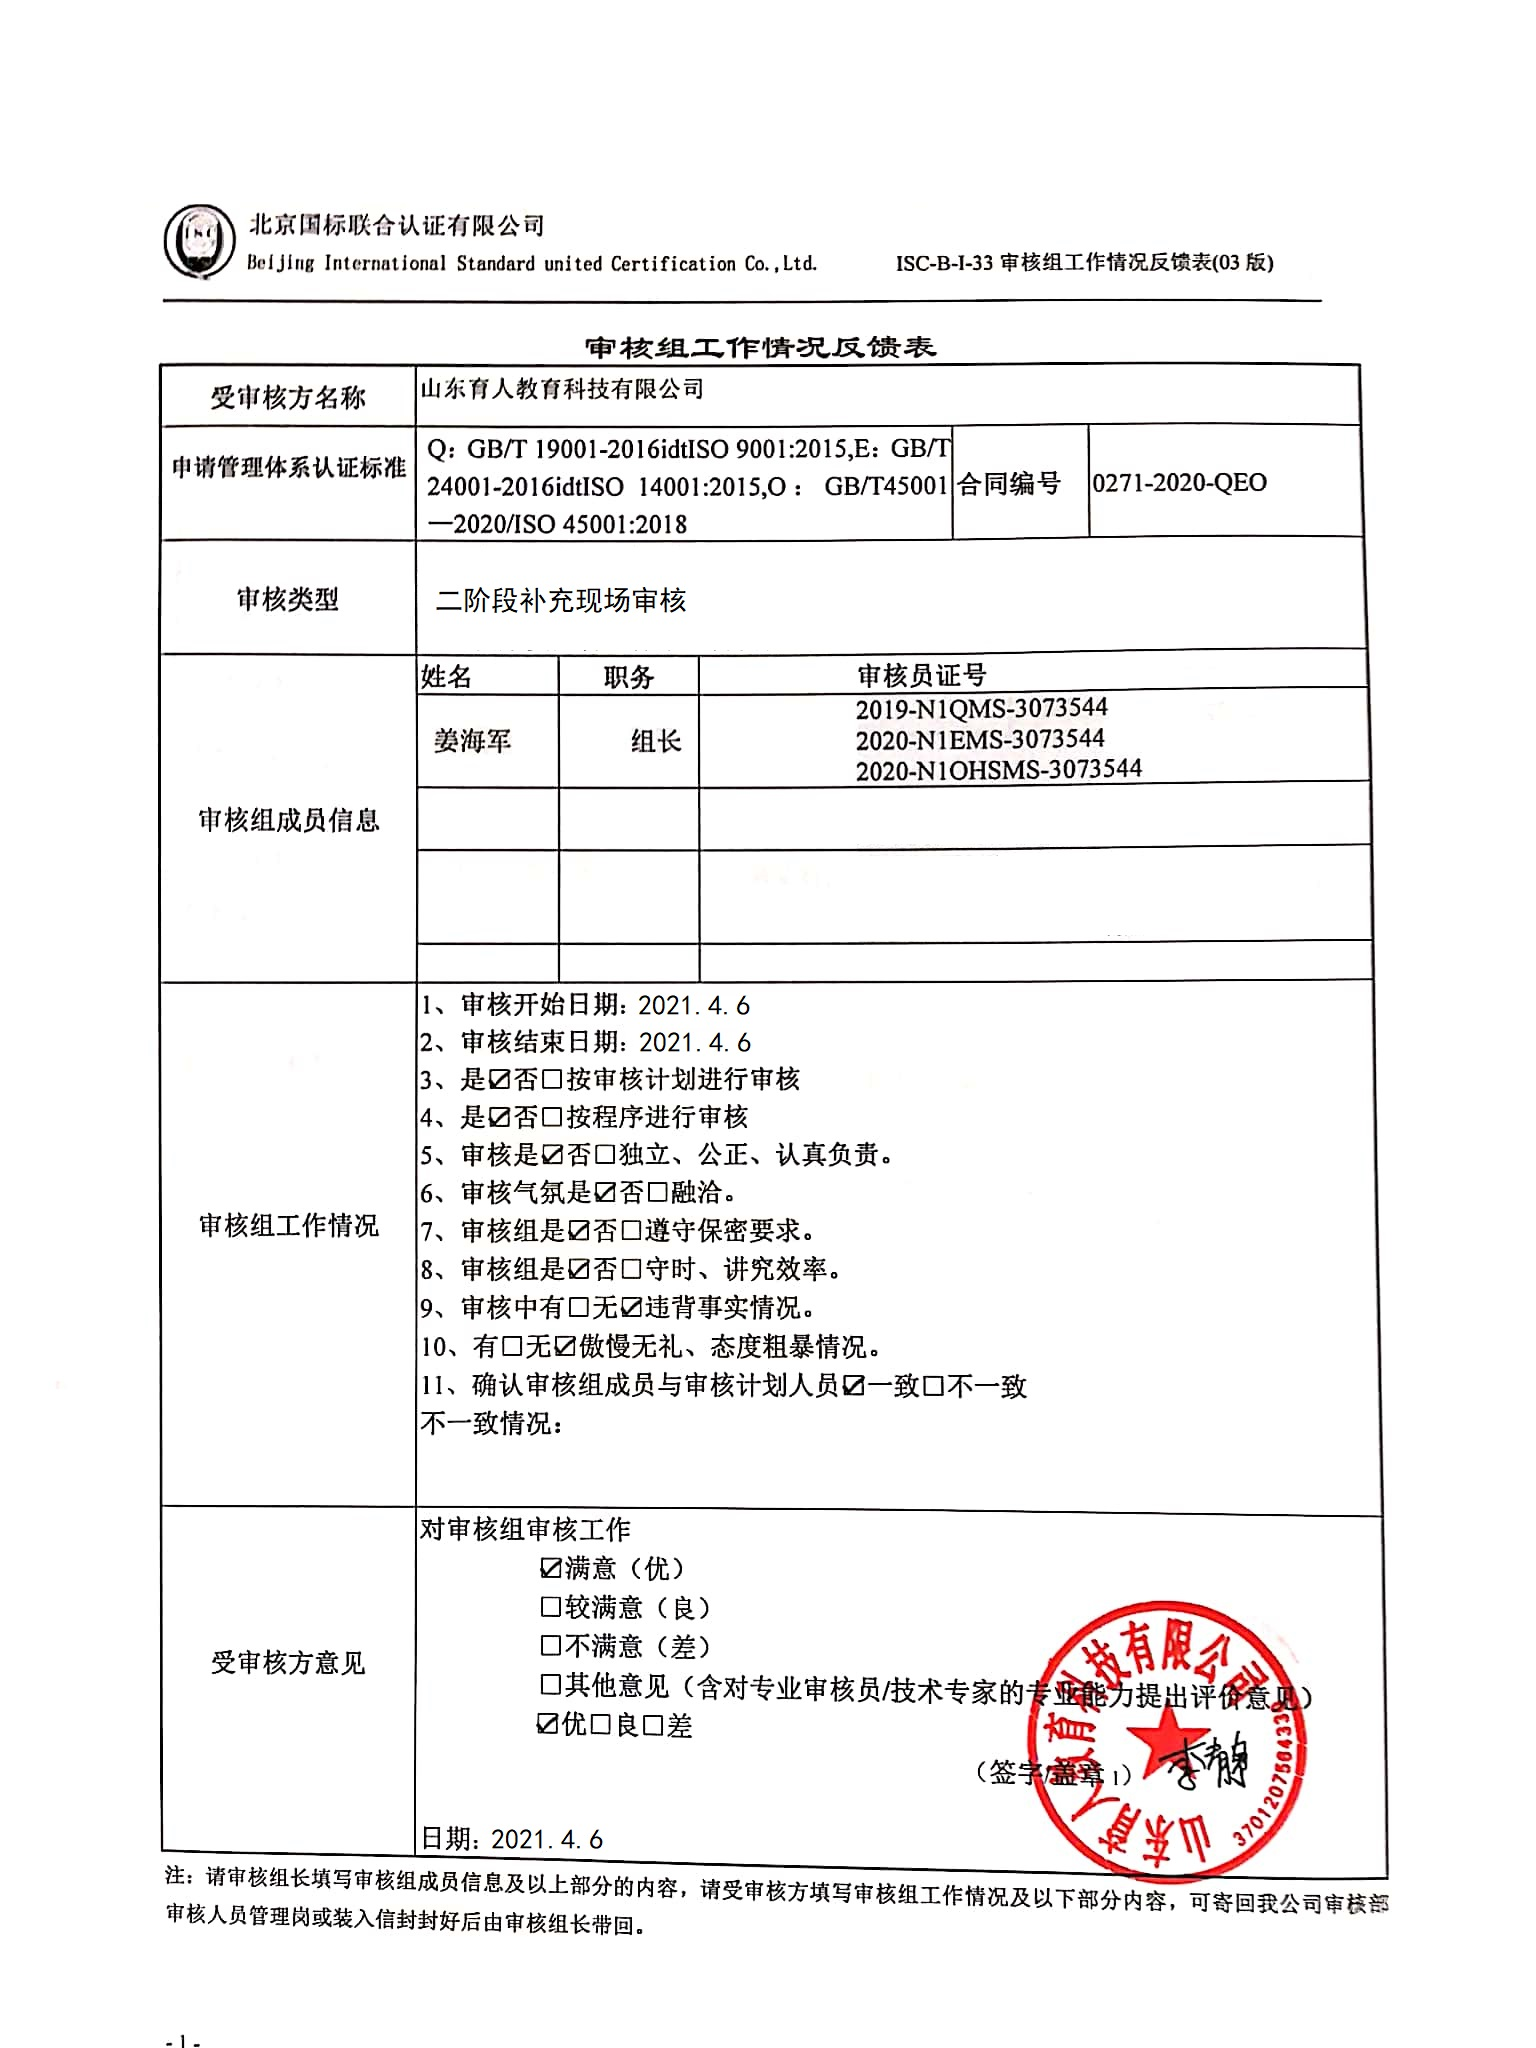 北京国标联合认证有限公司
Beijing International Standard united Certification Co.,Ltd.
ISC-B-I-33 审核组工作情况反馈表(03 版)
审核组工作情况反馈表
受审核方名称
山东育人教育科技有限公司
申请管理体系认证标准
Q：GB/T 19001-2016idtISO 9001:2015,E：GB/T
24001-2016idtISO 14001:2015,O： GB/T45001
—2020/ISO 45001:2018
合同编号
0271-2020-QEO
审核类型
二阶段补充现场审核
审核组成员信息
姓名 职务 审核员证号
姜海军 组长
2019-N1QMS-3073544
2020-N1EMS-3073544
2020-N1OHSMS-3073544
审核组工作情况
1、审核开始日期：2021.4.6
2、审核结束日期：2021.4.6
3、是☑否□按审核计划进行审核
4、是☑否□按程序进行审核
5、审核是☑否□独立、公正、认真负责。
6、审核气氛是☑否□融洽。
7、审核组是☑否□遵守保密要求。
8、审核组是☑否□守时、讲究效率。
9、审核中有□无☑违背事实情况。
10、有□无☑傲慢无礼、态度粗暴情况。
11、确认审核组成员与审核计划人员☑一致□不一致
不一致情况：
受审核方意见
对审核组审核工作
☑满意（优）
□较满意（良）
□不满意（差）
□其他意见（含对专业审核员/技术专家的专业能力提出评价意见）
☑优□良□差
（签字/盖章1） 李静
山东育人教育科技有限公司
日期：2021.4.6
注：请审核组长填写审核组成员信息及以上部分的内容，请受审核方填写审核组工作情况及以下部分内容，可寄回我公司审核部
审核人员管理岗或装入信封封好后由审核组长带回。
- 1 -